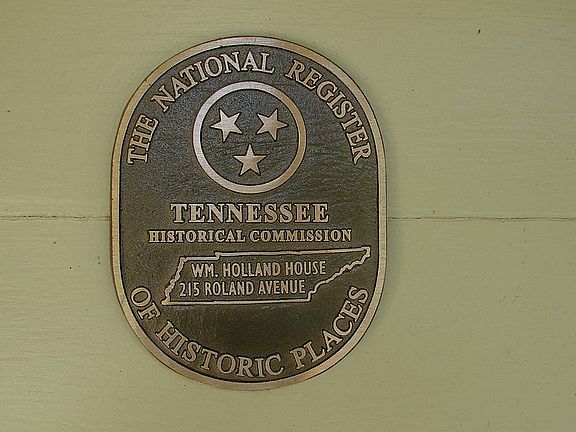 THE NATIONAL REGISTER
TENNESSEE
HISTORICAL COMMISSION
WM. HOLLAND HOUSE
215 ROLAND AVENUE
OF HISTORIC PLACES